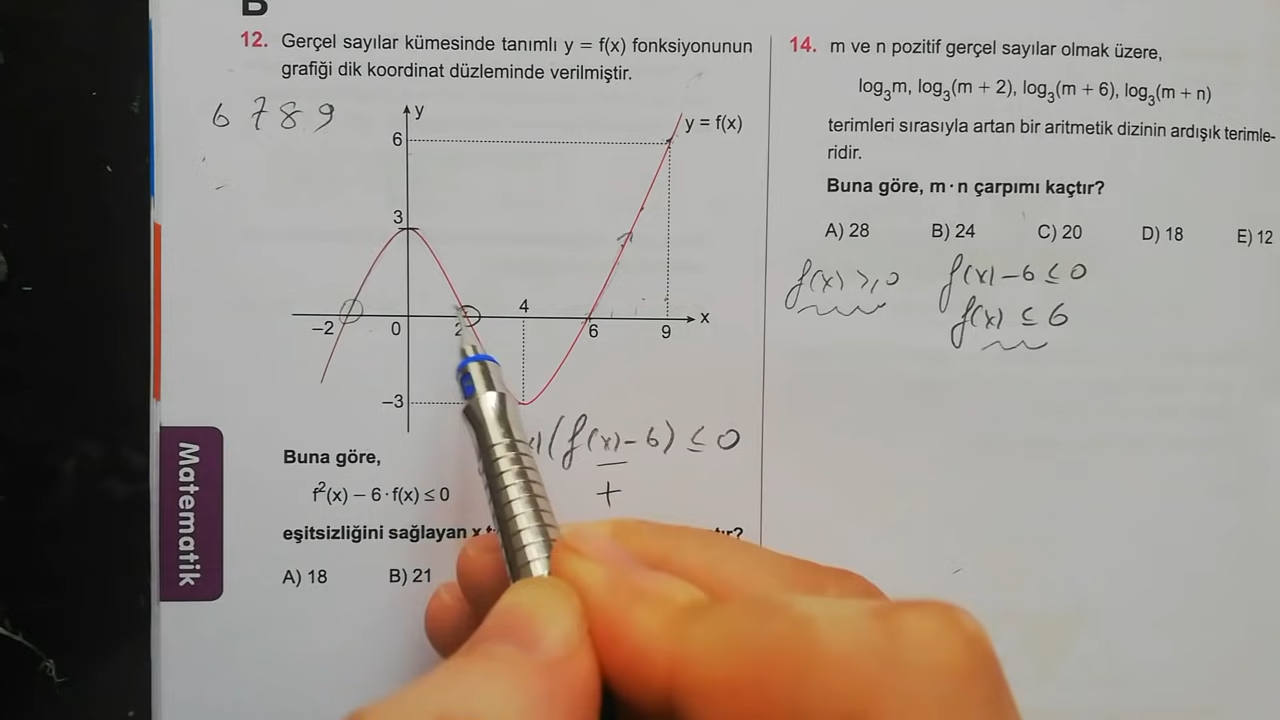 B
12. Gerçel sayılar kümesinde tanımlı y = f(x) fonksiyonunun
grafiği dik koordinat düzleminde verilmiştir.
6 7 8 9
y
y = f(x)
6
3
4
x
−2
0
2
6
9
−3
(f(x) − 6) ≤ 0
+
Buna göre,
f²(x) − 6·f(x) ≤ 0
eşitsizliğini sağlayan x
A) 18 B) 21
Matematik
14. m ve n pozitif gerçel sayılar olmak üzere,
log₃m, log₃(m + 2), log₃(m + 6), log₃(m + n)
terimleri sırasıyla artan bir aritmetik dizinin ardışık terimle-
ridir.
Buna göre, m·n çarpımı kaçtır?
A) 28 B) 24 C) 20 D) 18 E) 12
f(x) ≥ 0 f(x) − 6 ≤ 0
f(x) ≤ 6